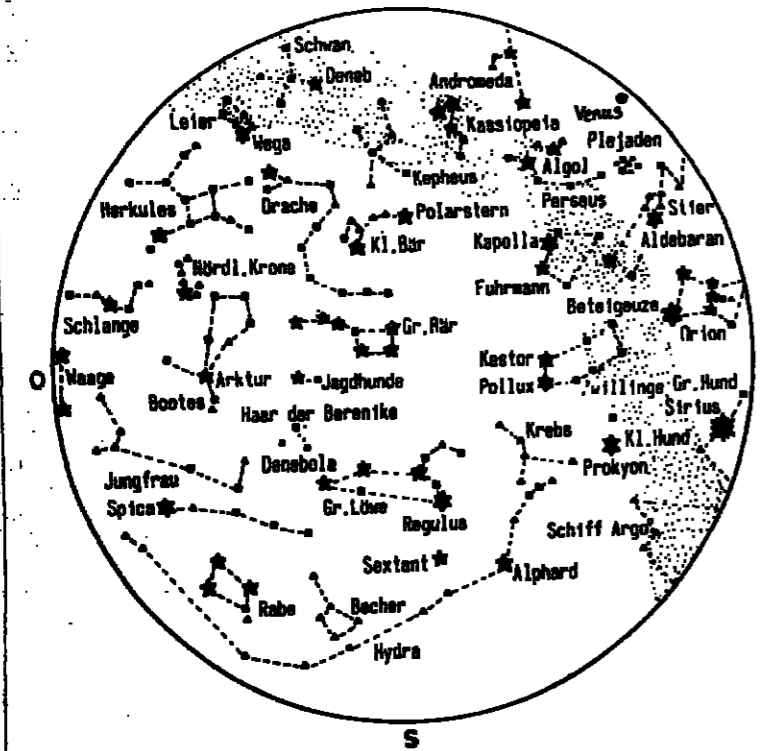 Schwan
Deneb
Andromeda
Venus
Leier
Kassiopeia
Plejaden
Wega
Algol
Kepheus
Perseus
Herkules
Drache
Polarstern
Stier
Kl.Bär
Kapolla
Aldebaran
Nördl.Krone
Fuhrmann
Beteigeuze
Schlange
Gr.Bär
Orion
Kastor
O
Waage
Arktur
Jagdhunde
Pollux
Willinge
Gr.Hund
Bootes
Haar der Berenike
Sirius
Krebs
Kl.Hund
Denebola
Prokyon
Jungfrau
Spica
Gr.Löwe
Regulus
Schiff Argo
Sextant
Alphard
Rabe
Becher
Hydra
S